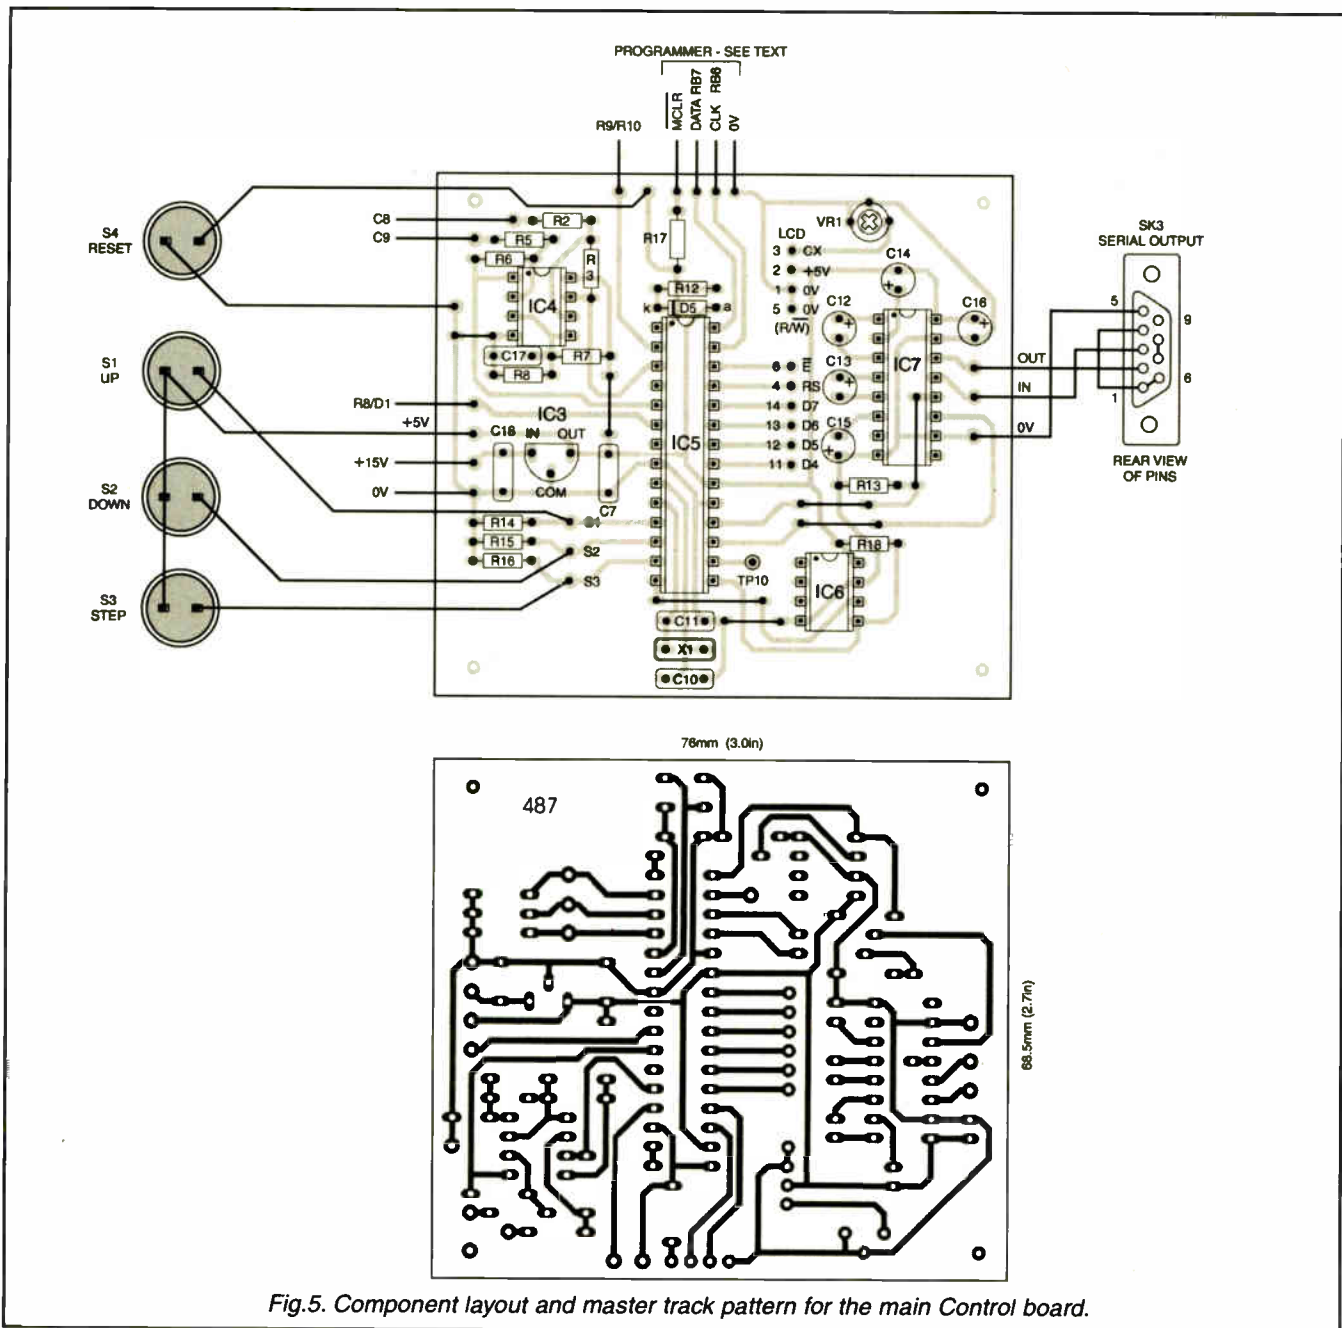 PROGRAMMER - SEE TEXT
R9/R10
MCLR
DATA RB7
CLK RB6
0V
S4
RESET
C8
C9
R2
R5
R6
R
3
R17
IC4
R12
k
D5
a
C17
R7
R8
VR1
LCD
3 CX
2 +5V
1 0V
5 0V
(R/W)
C14
C12
C16
C13
IC7
C15
SK3
SERIAL OUTPUT
5
9
6
1
OUT
IN
0V
REAR VIEW
OF PINS
S1
UP
R8/D1
+5V
IC3
C18
IN
OUT
COM
C7
+15V
0V
6 E
4 RS
14 D7
13 D6
12 D5
11 D4
IC5
S2
DOWN
R14
R15
R16
S2
S3
R13
R18
TP10
IC6
S3
STEP
C11
X1
C10
76mm (3.0in)
487
68.5mm (2.7in)
Fig.5. Component layout and master track pattern for the main Control board.